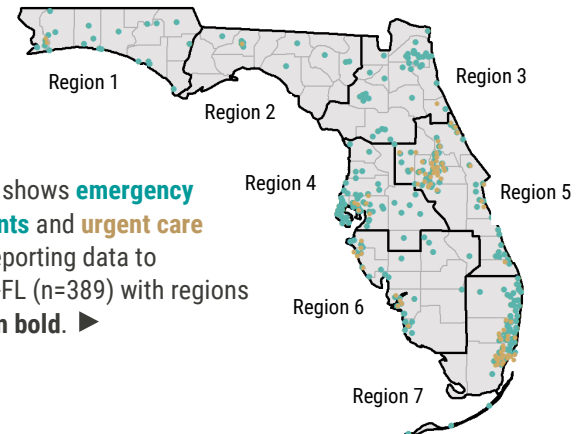 Region 1
Region 2
Region 3
Region 4
Region 5
Region 6
Region 7
shows emergency
nts and urgent care
eporting data to
FL (n=389) with regions
n bold. ►